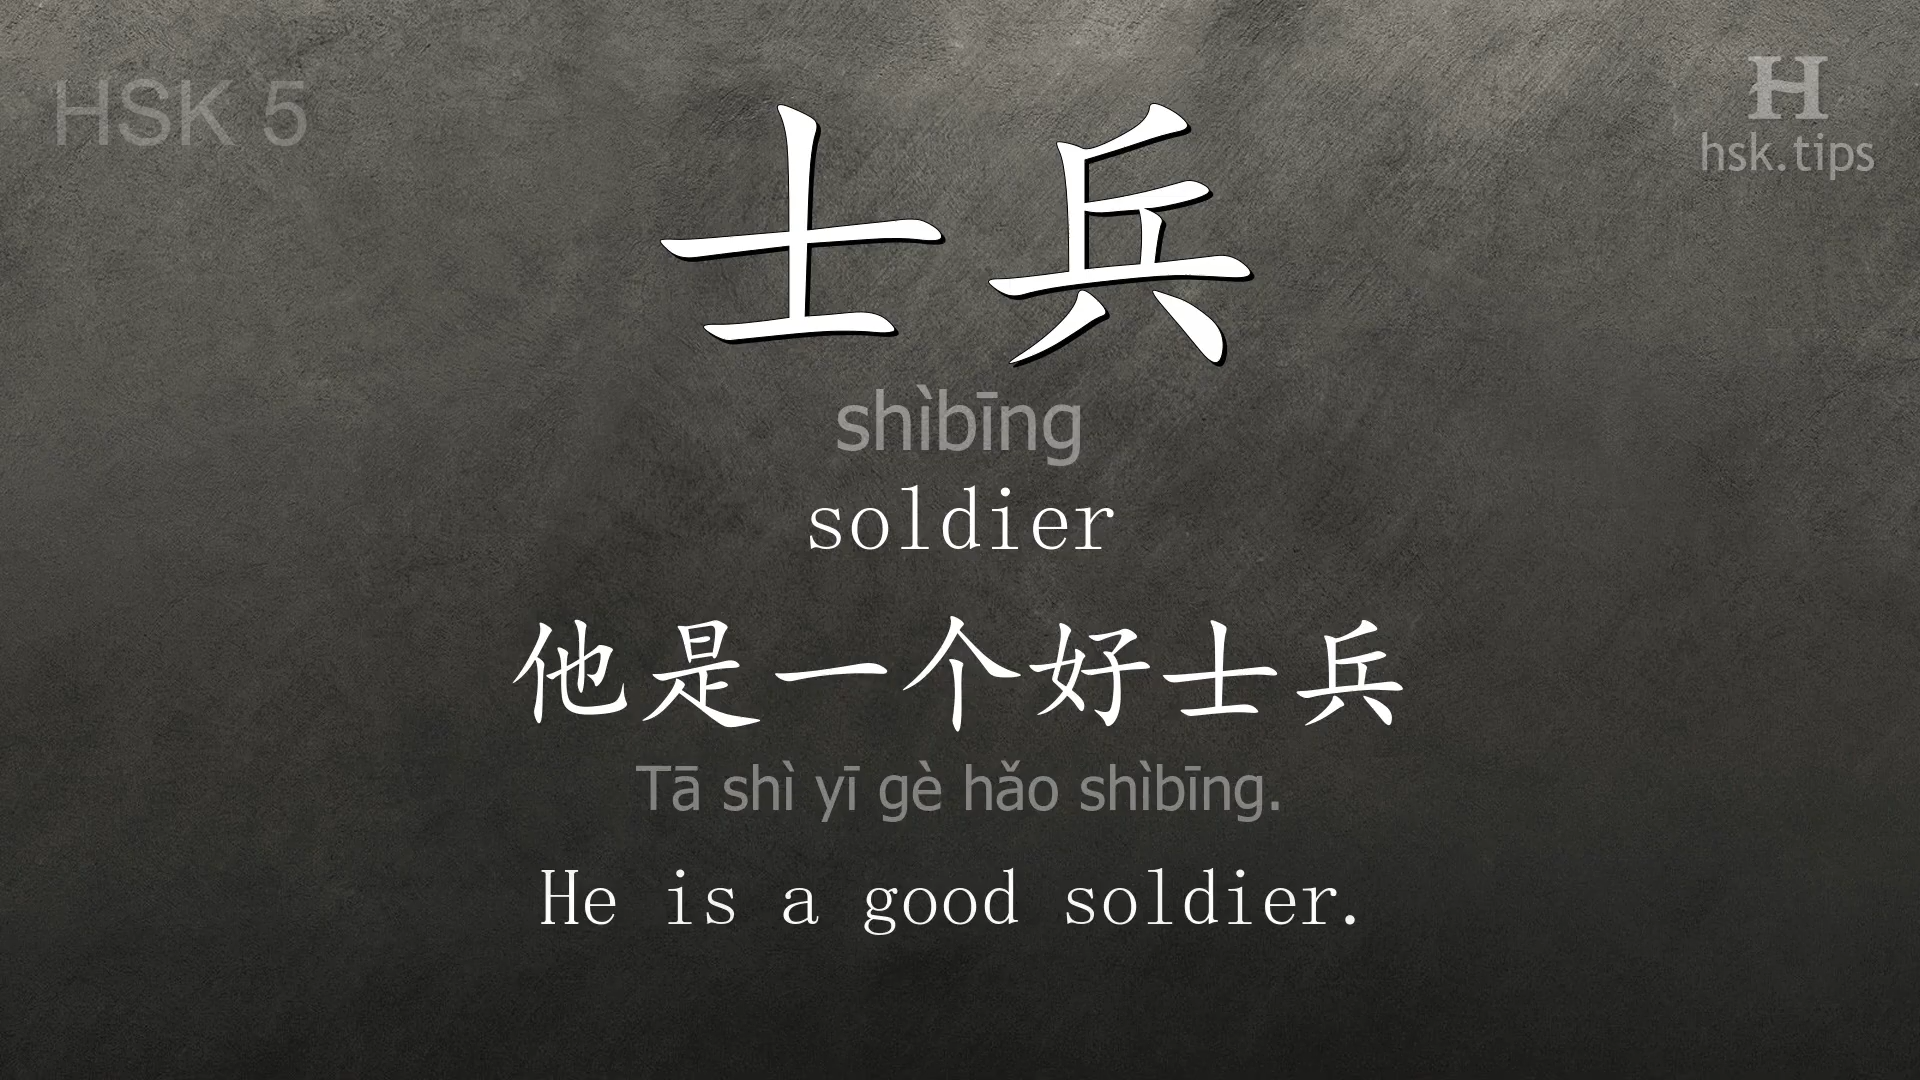 HSK 5
H
hsk.tips
士兵
shìbīng
soldier
他是一个好士兵
Tā shì yī gè hǎo shìbīng.
He is a good soldier.